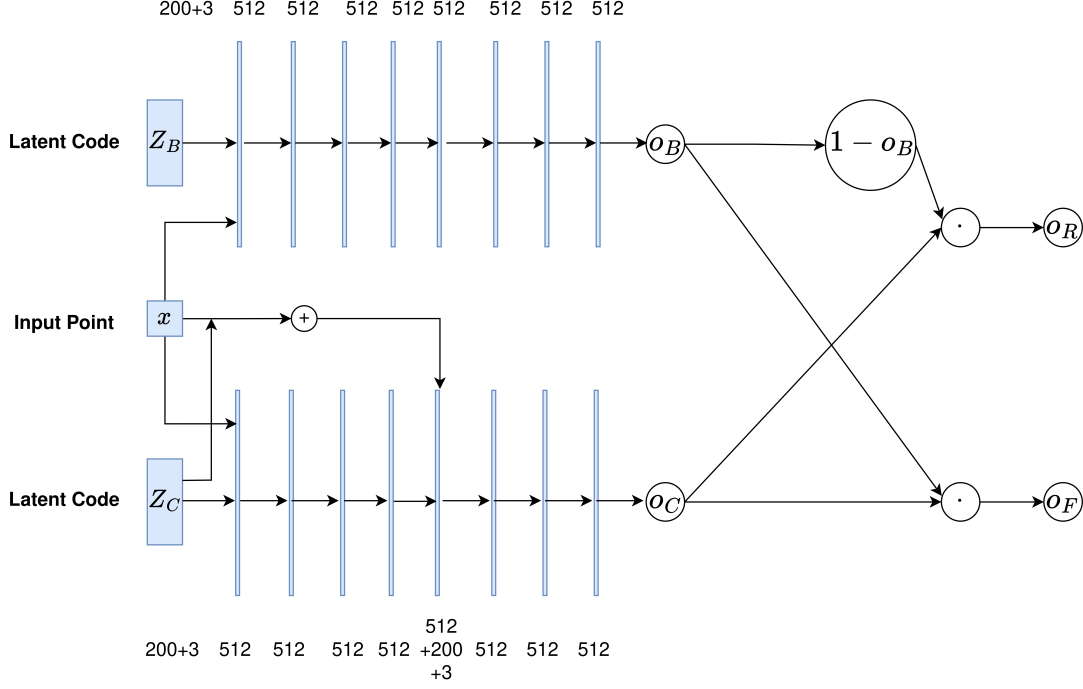 200+3 512 512 512 512 512 512 512 512
Latent Code Z_B o_B 1 − o_B
· o_R
Input Point x +
Latent Code Z_C o_C · o_F
512
200+3 512 512 512 512 +200 512 512 512
+3